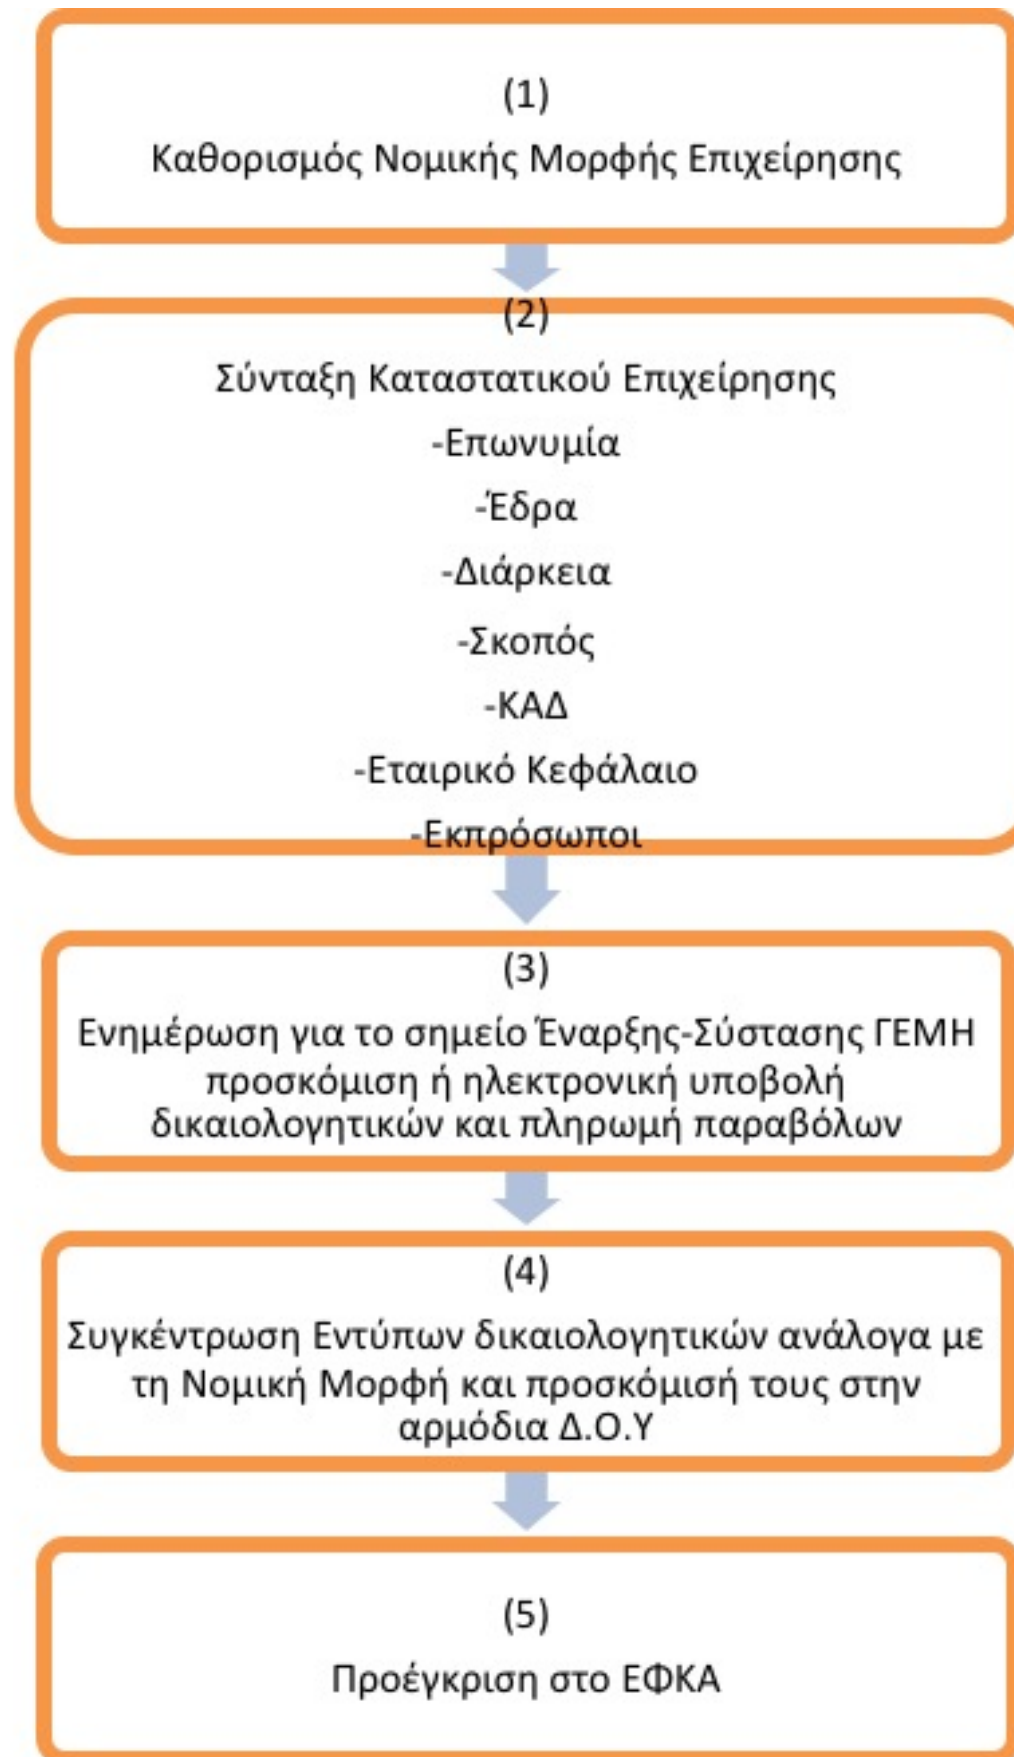 (1)
Καθορισμός Νομικής Μορφής Επιχείρησης
(2)
Σύνταξη Καταστατικού Επιχείρησης
-Επωνυμία
-Έδρα
-Διάρκεια
-Σκοπός
-ΚΑΔ
-Εταιρικό Κεφάλαιο
-Εκπρόσωποι
(3)
Ενημέρωση για το σημείο Έναρξης-Σύστασης ΓΕΜΗ
προσκόμιση ή ηλεκτρονική υποβολή
δικαιολογητικών και πληρωμή παραβόλων
(4)
Συγκέντρωση Εντύπων δικαιολογητικών ανάλογα με
τη Νομική Μορφή και προσκόμισή τους στην
αρμόδια Δ.Ο.Υ
(5)
Προέγκριση στο ΕΦΚΑ